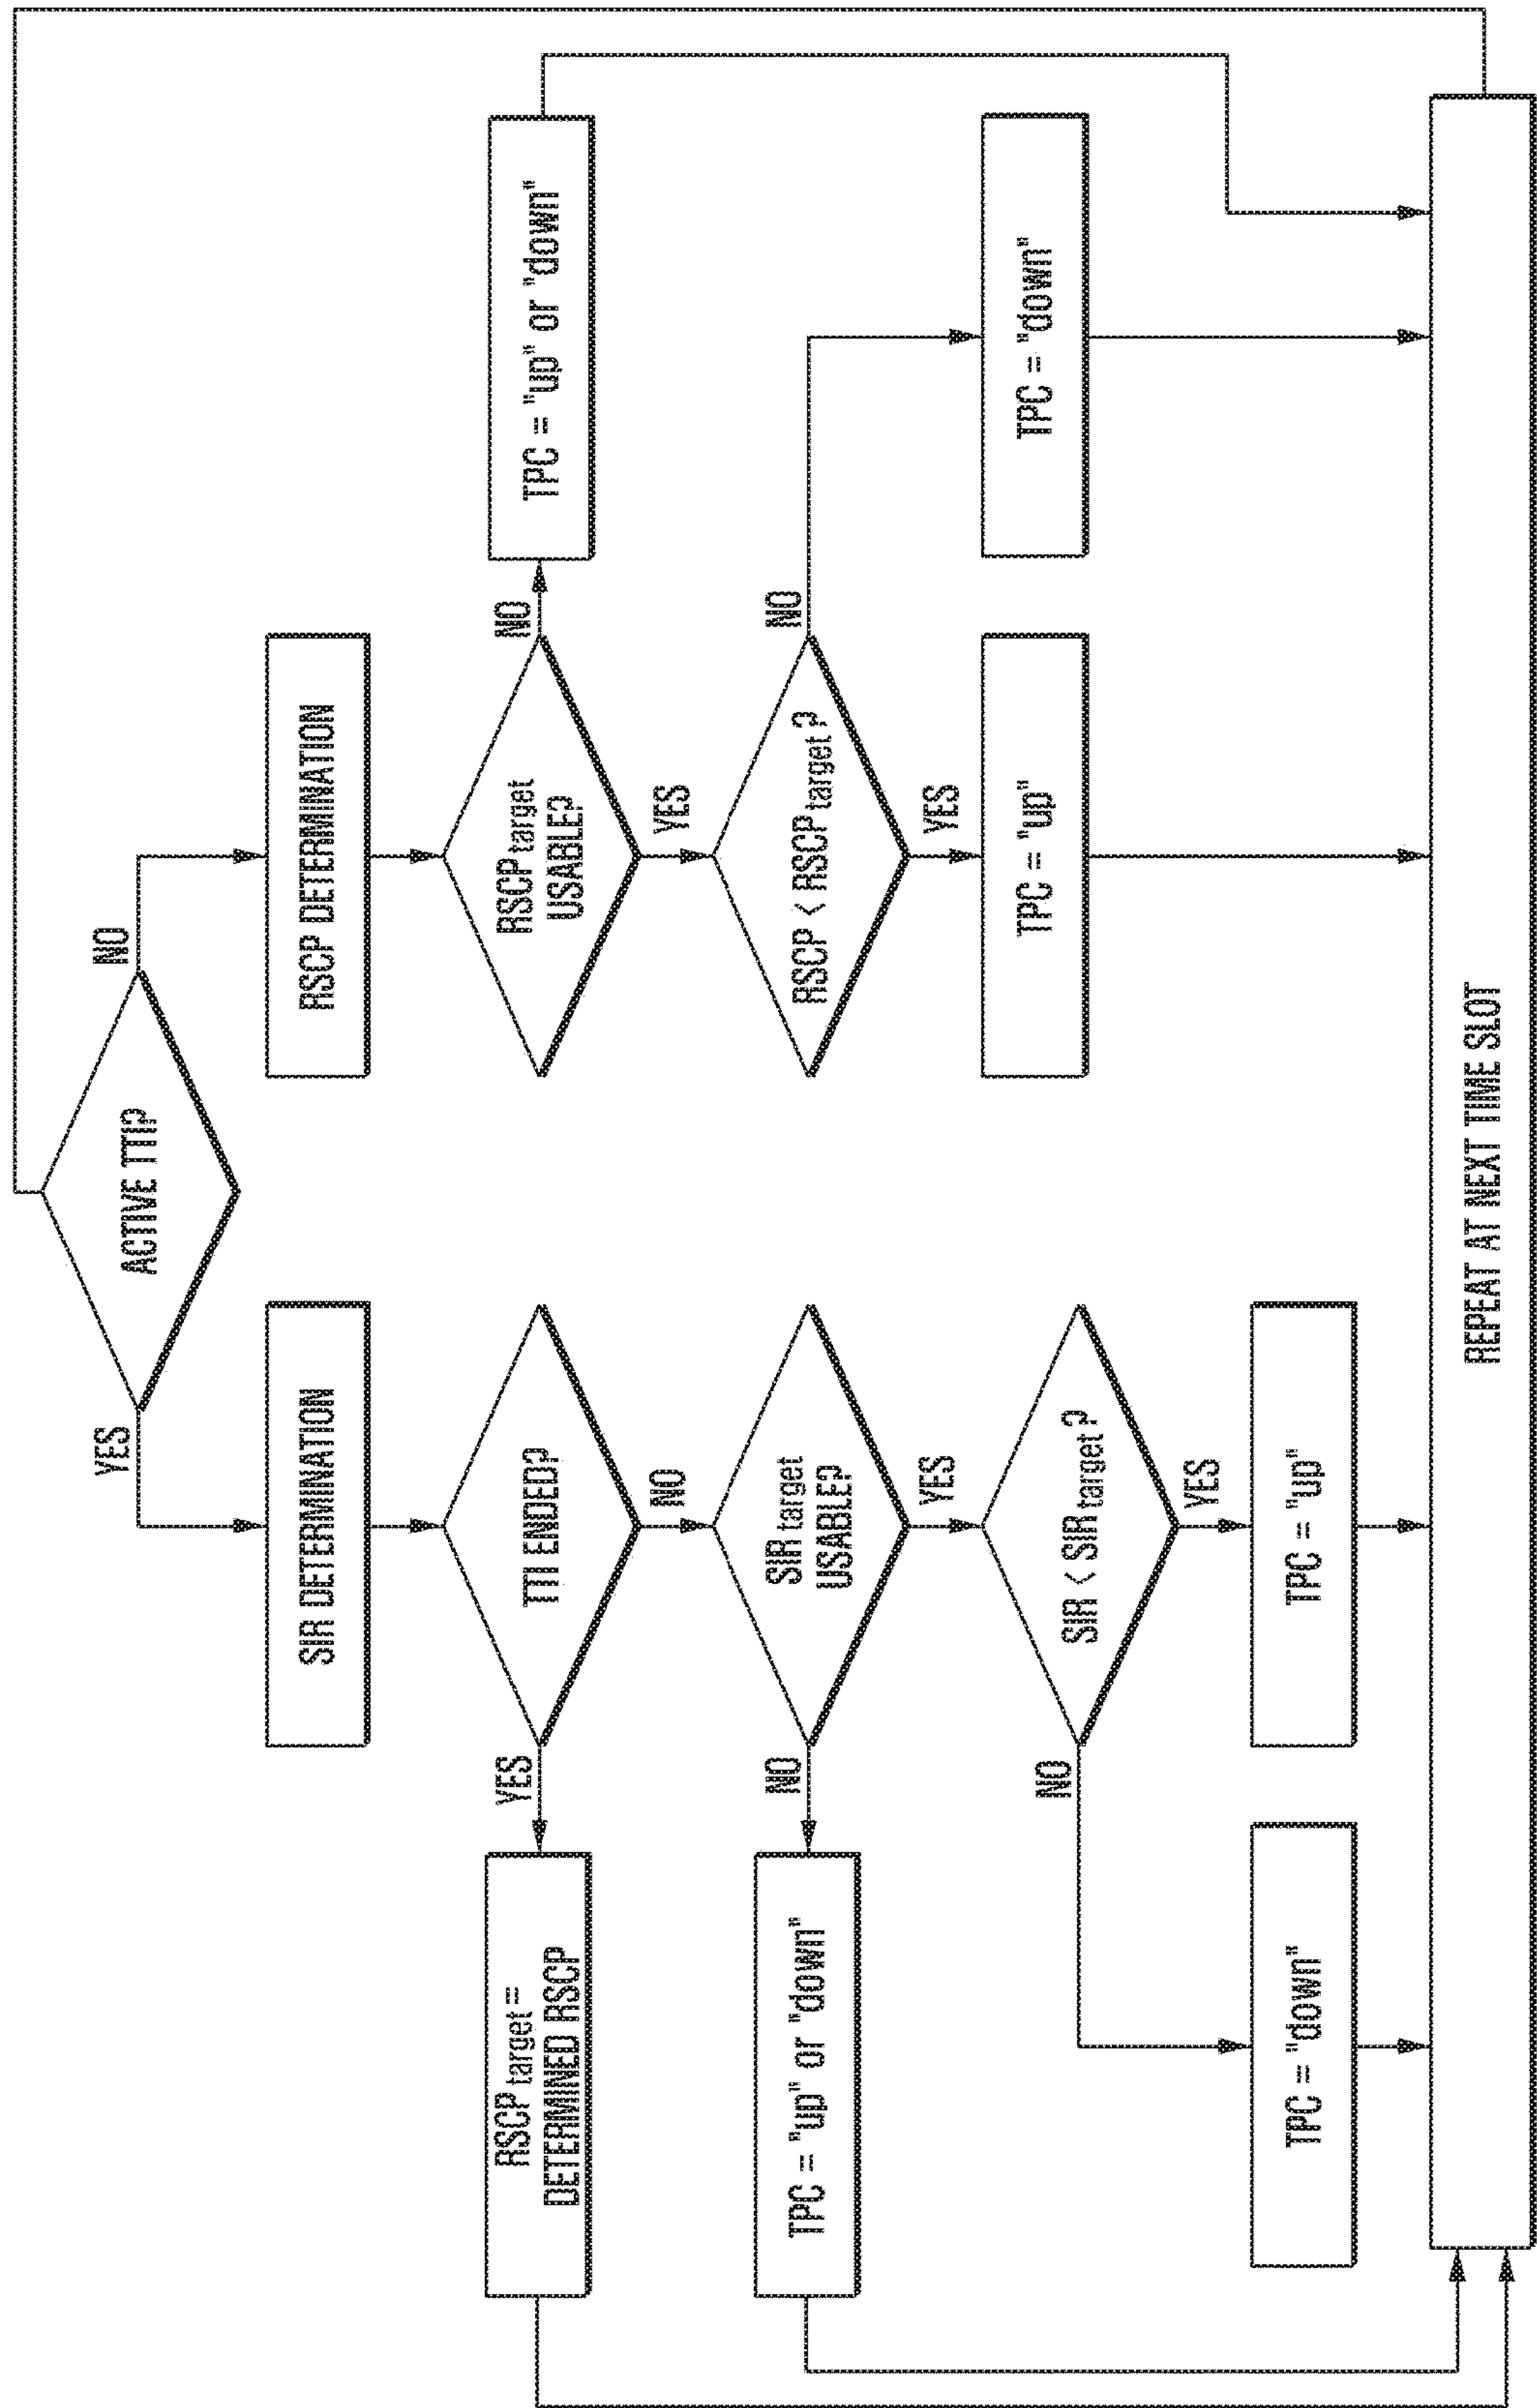 ACTIVE TTI?
YES
NO
SIR DETERMINATION
RSCP DETERMINATION
TTI ENDED?
YES
NO
RSCP target =
DETERMINED RSCP
RSCP target
USABLE?
NO
YES
TPC = "up" or "down"
SIR target
USABLE?
NO
YES
TPC = "up" or "down"
RSCP < RSCP target ?
NO
YES
SIR < SIR target ?
NO
YES
TPC = "up"
TPC = "down"
TPC = "down"
TPC = "up"
REPEAT AT NEXT TIME SLOT